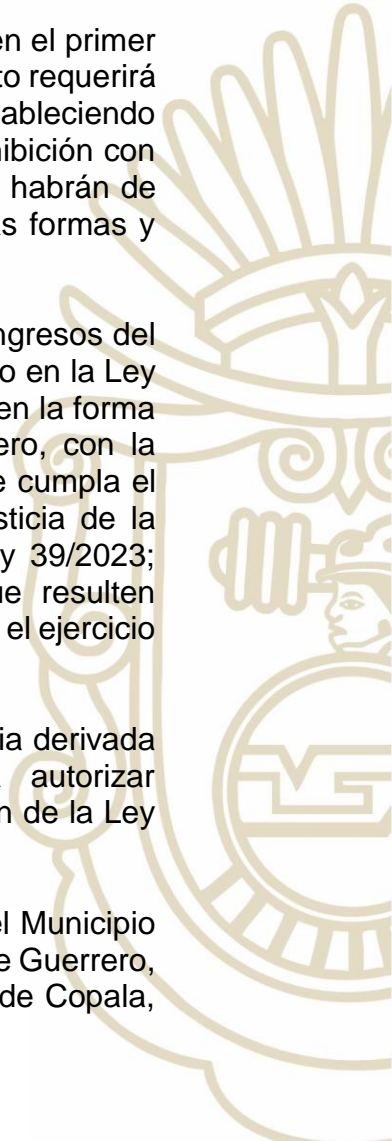 en el primer
to requerirá
ableciendo
hibición con
habrán de
as formas y
ngresos del
o en la Ley
en la forma
ero, con la
e cumpla el
sticia de la
y 39/2023;
ue resulten
el ejercicio
ia derivada
autorizar
n de la Ley
el Municipio
e Guerrero,
de Copala,